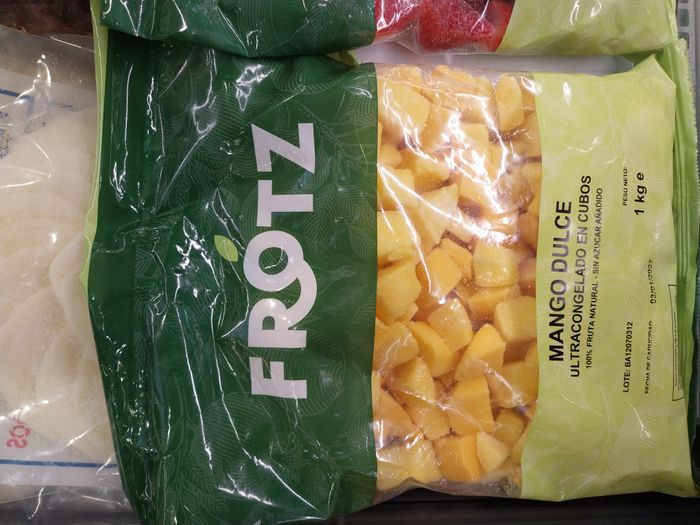 FROTZ
MANGO DULCE
ULTRACONGELADO EN CUBOS
100% FRUTA NATURAL - SIN AZUCAR AÑADIDO
PESO NETO:
1 kg e
LOTE: BA12070312
FECHA DE CADUCIDAD: